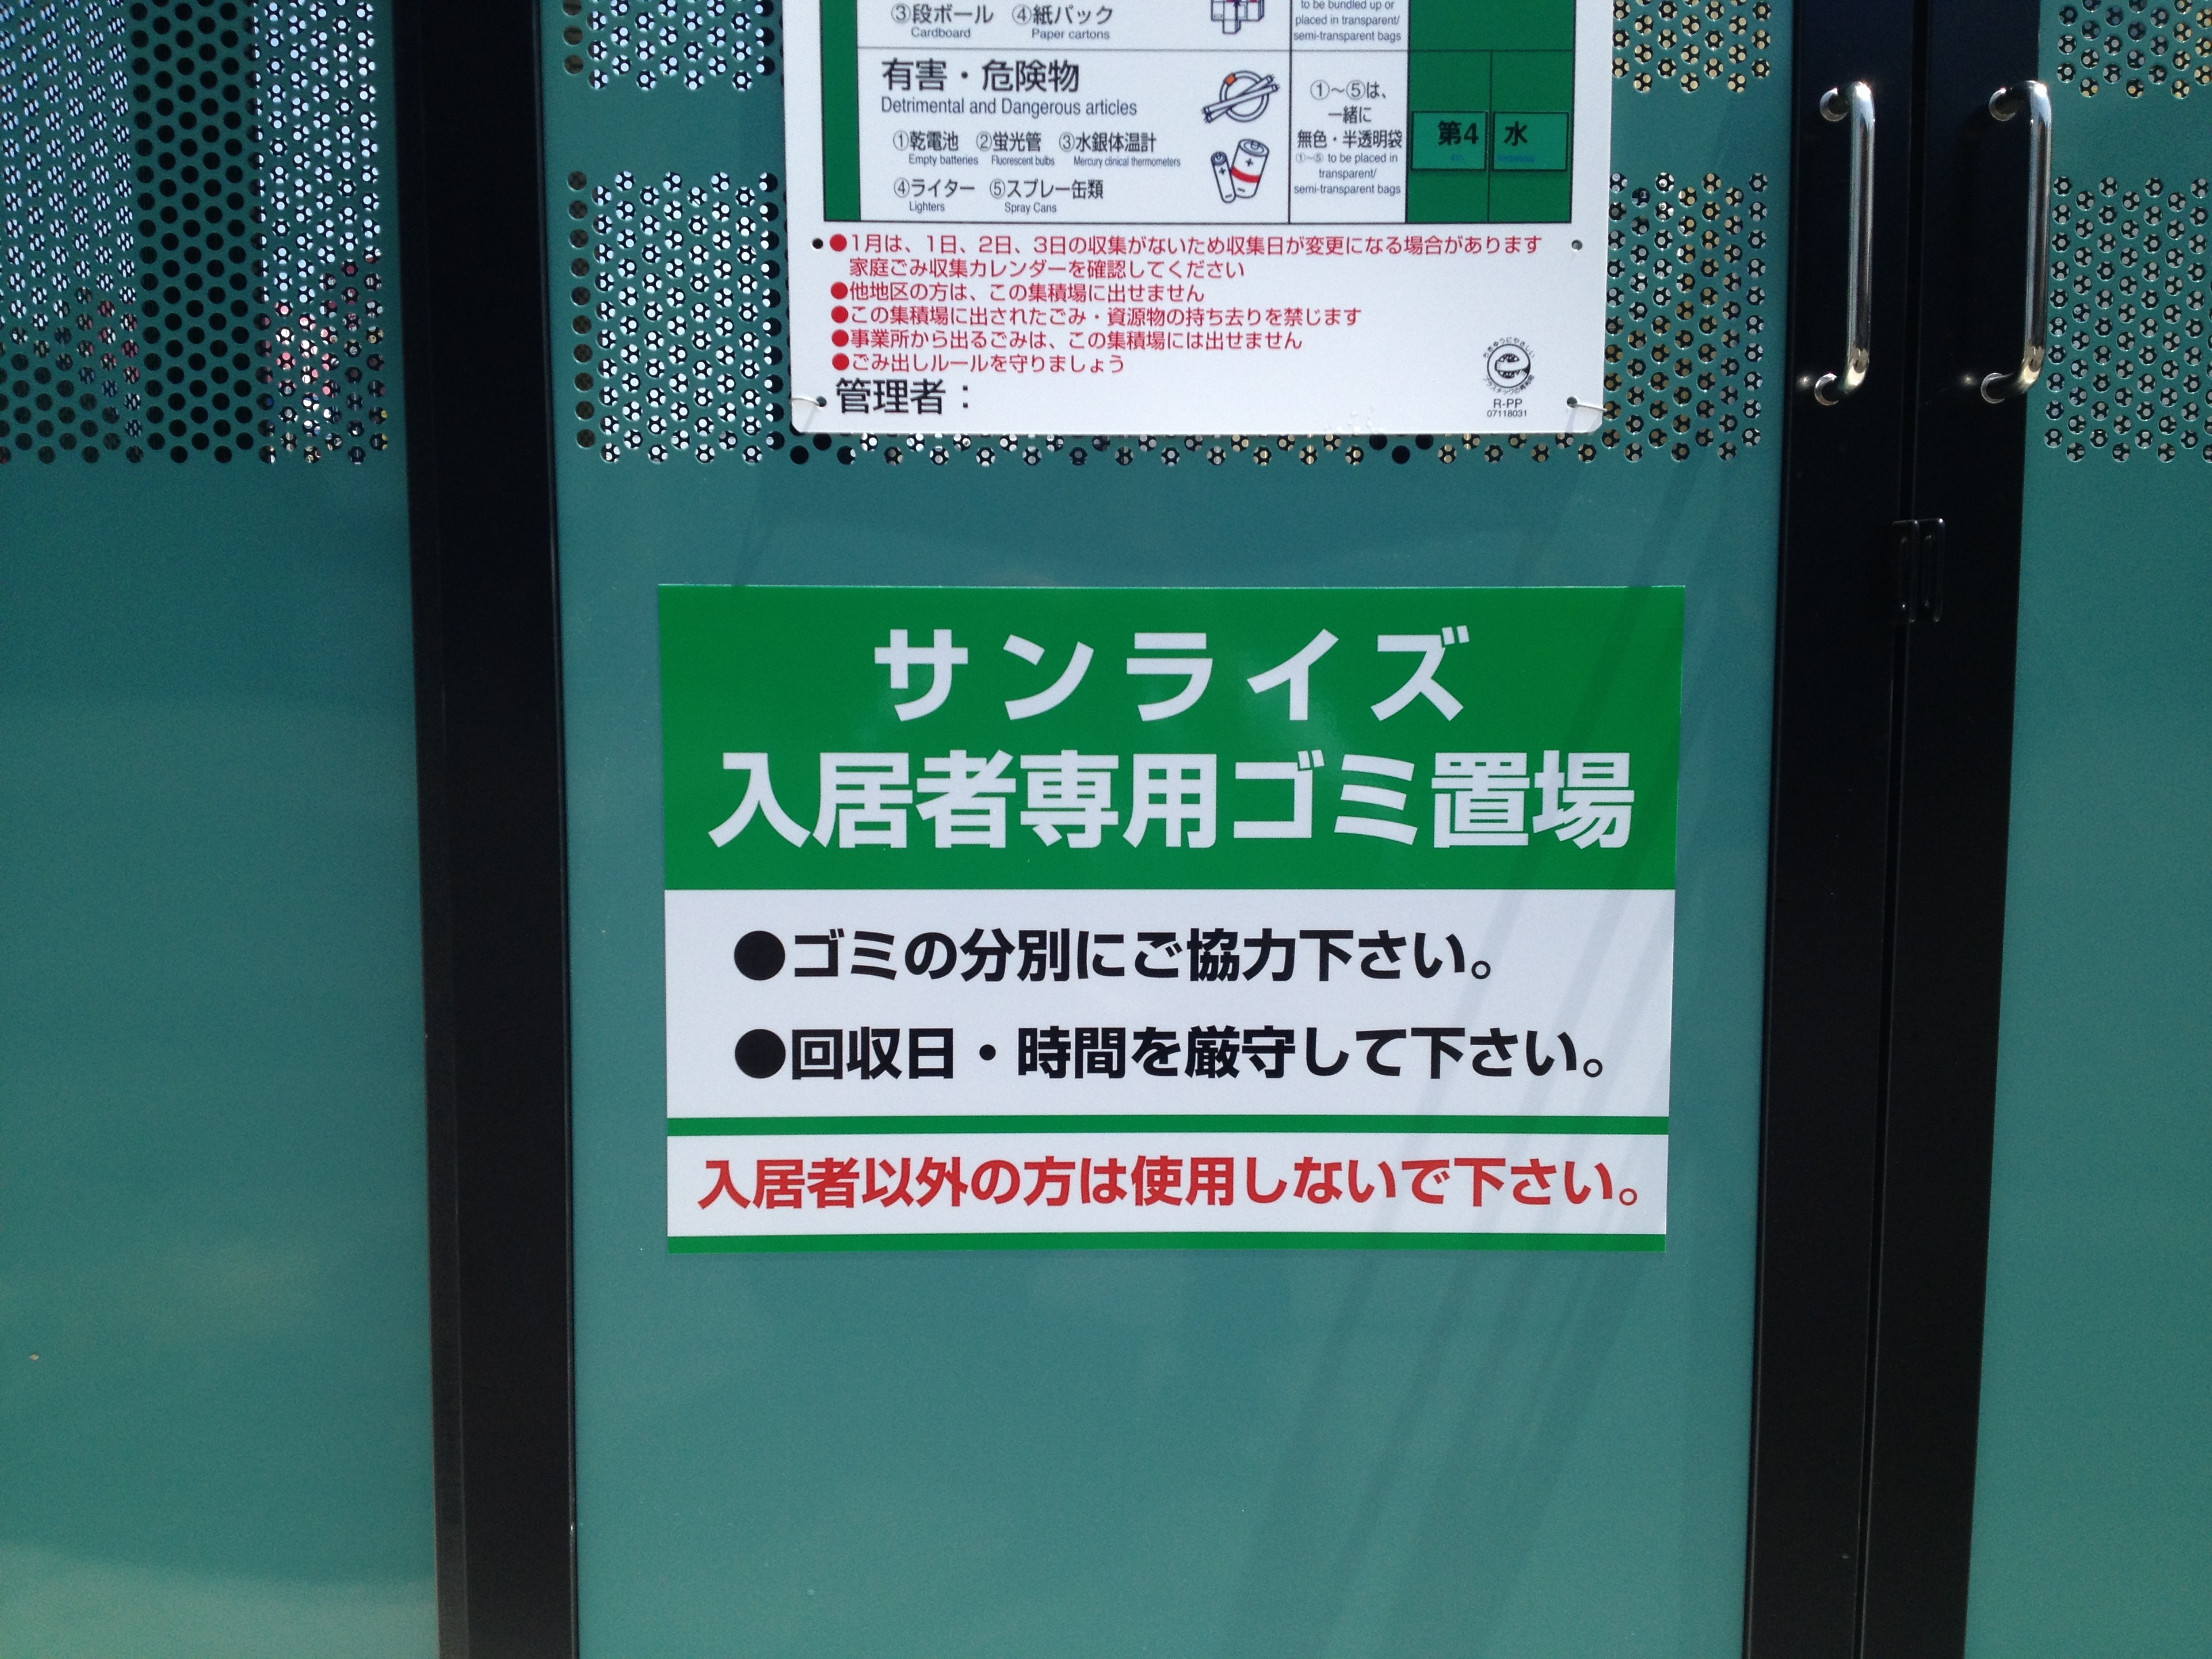 ③段ボール ④紙パック
Cardboard Paper cartons
to be bundled up or
placed in transparent/
semi-transparent bags
有害・危険物
Detrimental and Dangerous articles
①乾電池 ②蛍光管 ③水銀体温計
Empty batteries Fluorescent bulbs Mercury clinical thermometers
④ライター ⑤スプレー缶類
Lighters Spray Cans
①～⑤は、
一緒に
無色・半透明袋
①~⑤ to be placed in
transparent/
semi-transparent bags
第4 水
●1月は、1日、2日、3日の収集がないため収集日が変更になる場合があります
家庭ごみ収集カレンダーを確認してください
●他地区の方は、この集積場に出せません
●この集積場に出されたごみ・資源物の持ち去りを禁じます
●事業所から出るごみは、この集積場には出せません
●ごみ出しルールを守りましょう
管理者：
R-PP
07118031
サンライズ
入居者専用ゴミ置場
●ゴミの分別にご協力下さい。
●回収日・時間を厳守して下さい。
入居者以外の方は使用しないで下さい。